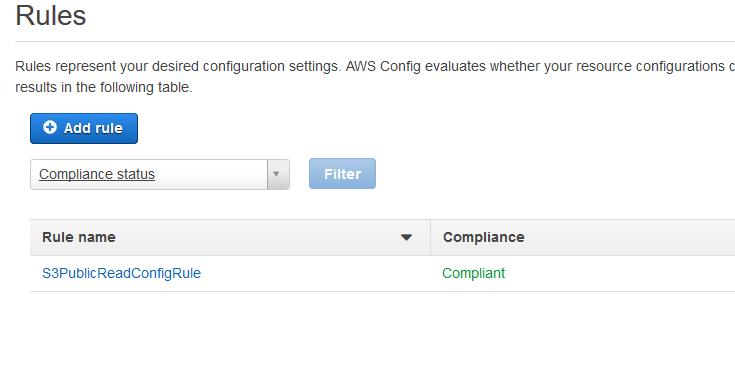 Rules
Rules represent your desired configuration settings. AWS Config evaluates whether your resource configurations c
results in the following table.
Add rule
Compliance status
Filter
Rule name Compliance
S3PublicReadConfigRule Compliant